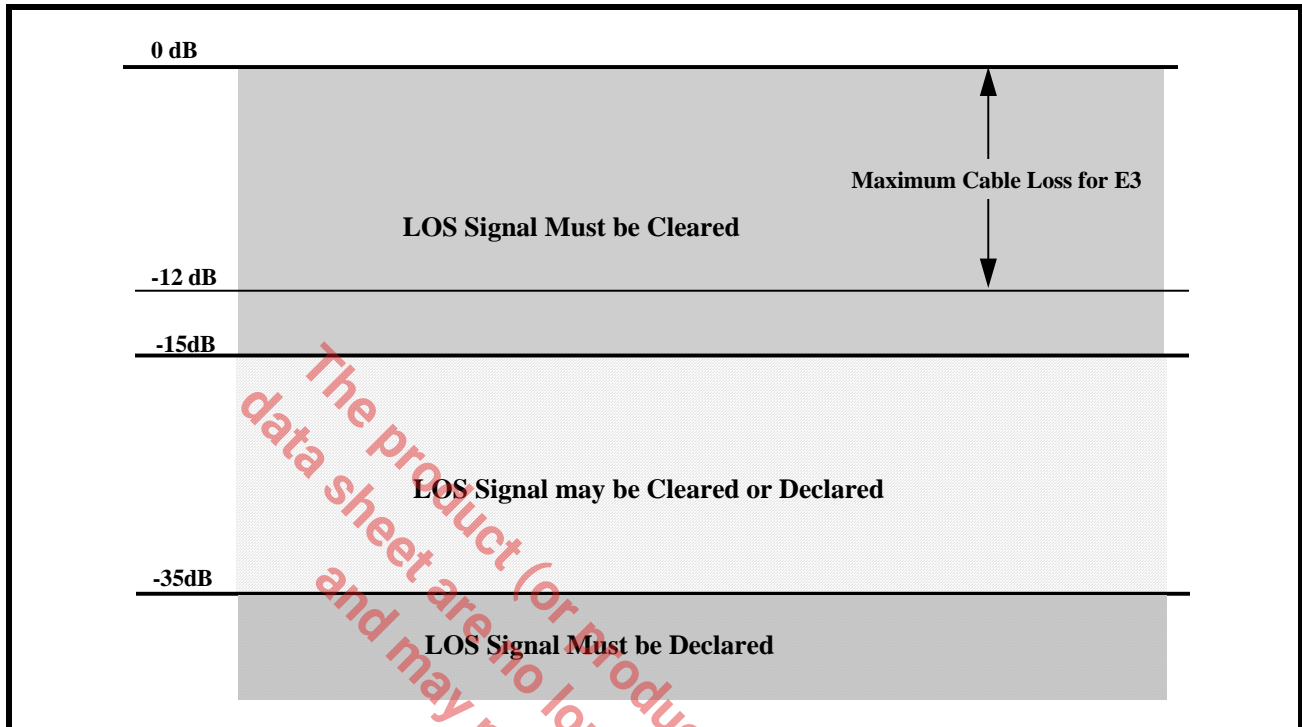 0 dB
Maximum Cable Loss for E3
LOS Signal Must be Cleared
-12 dB
-15dB
LOS Signal may be Cleared or Declared
-35dB
LOS Signal Must be Declared
The product (or produc
data sheet are no lo
and may